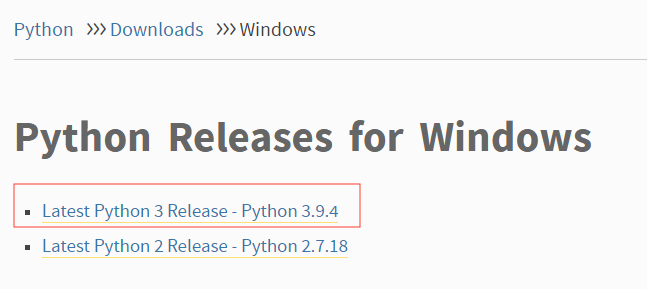 Python >>> Downloads >>> Windows
Python Releases for Windows
Latest Python 3 Release - Python 3.9.4
Latest Python 2 Release - Python 2.7.18